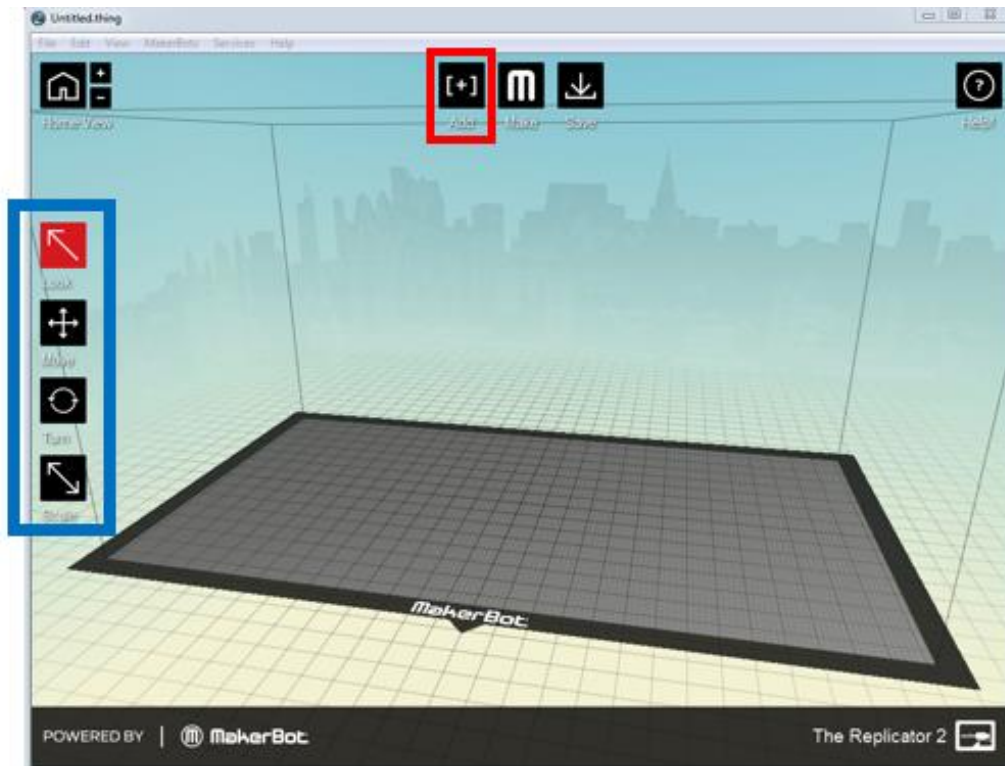 Untitled.thing
File Edit View MakerBots Services Help
[+] M ?
Home View Add Make Save Help!
Look
Move
Turn
Scale
MakerBot
POWERED BY | M MakerBot The Replicator 2